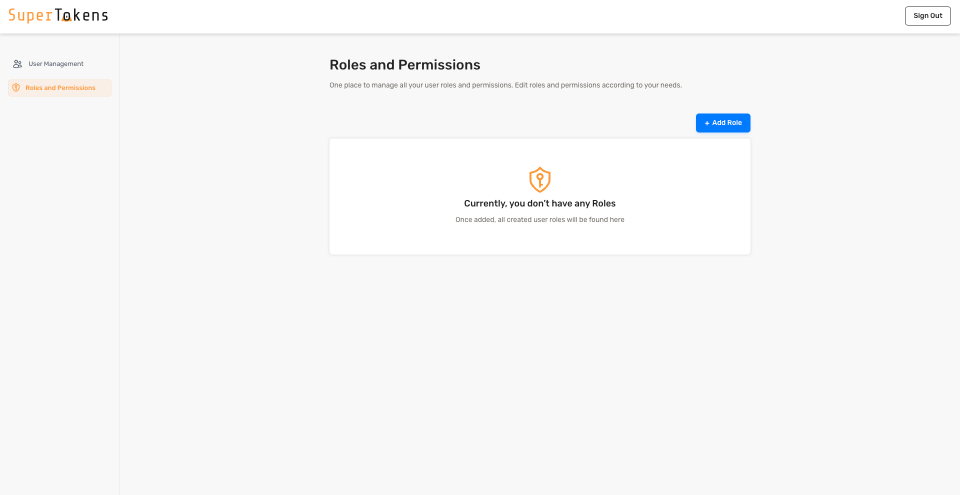 SuperTokens
Sign Out
User Management
Roles and Permissions
Roles and Permissions
One place to manage all your user roles and permissions. Edit roles and permissions according to your needs.
+ Add Role
Currently, you don't have any Roles
Once added, all created user roles will be found here